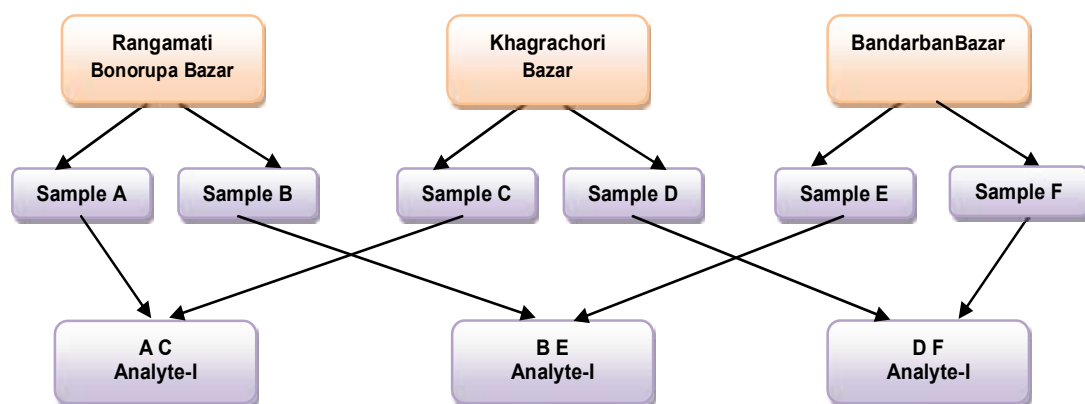 Rangamati
Bonorupa Bazar
Khagrachori
Bazar
BandarbanBazar
Sample A
Sample B
Sample C
Sample D
Sample E
Sample F
A C
Analyte-I
B E
Analyte-I
D F
Analyte-I